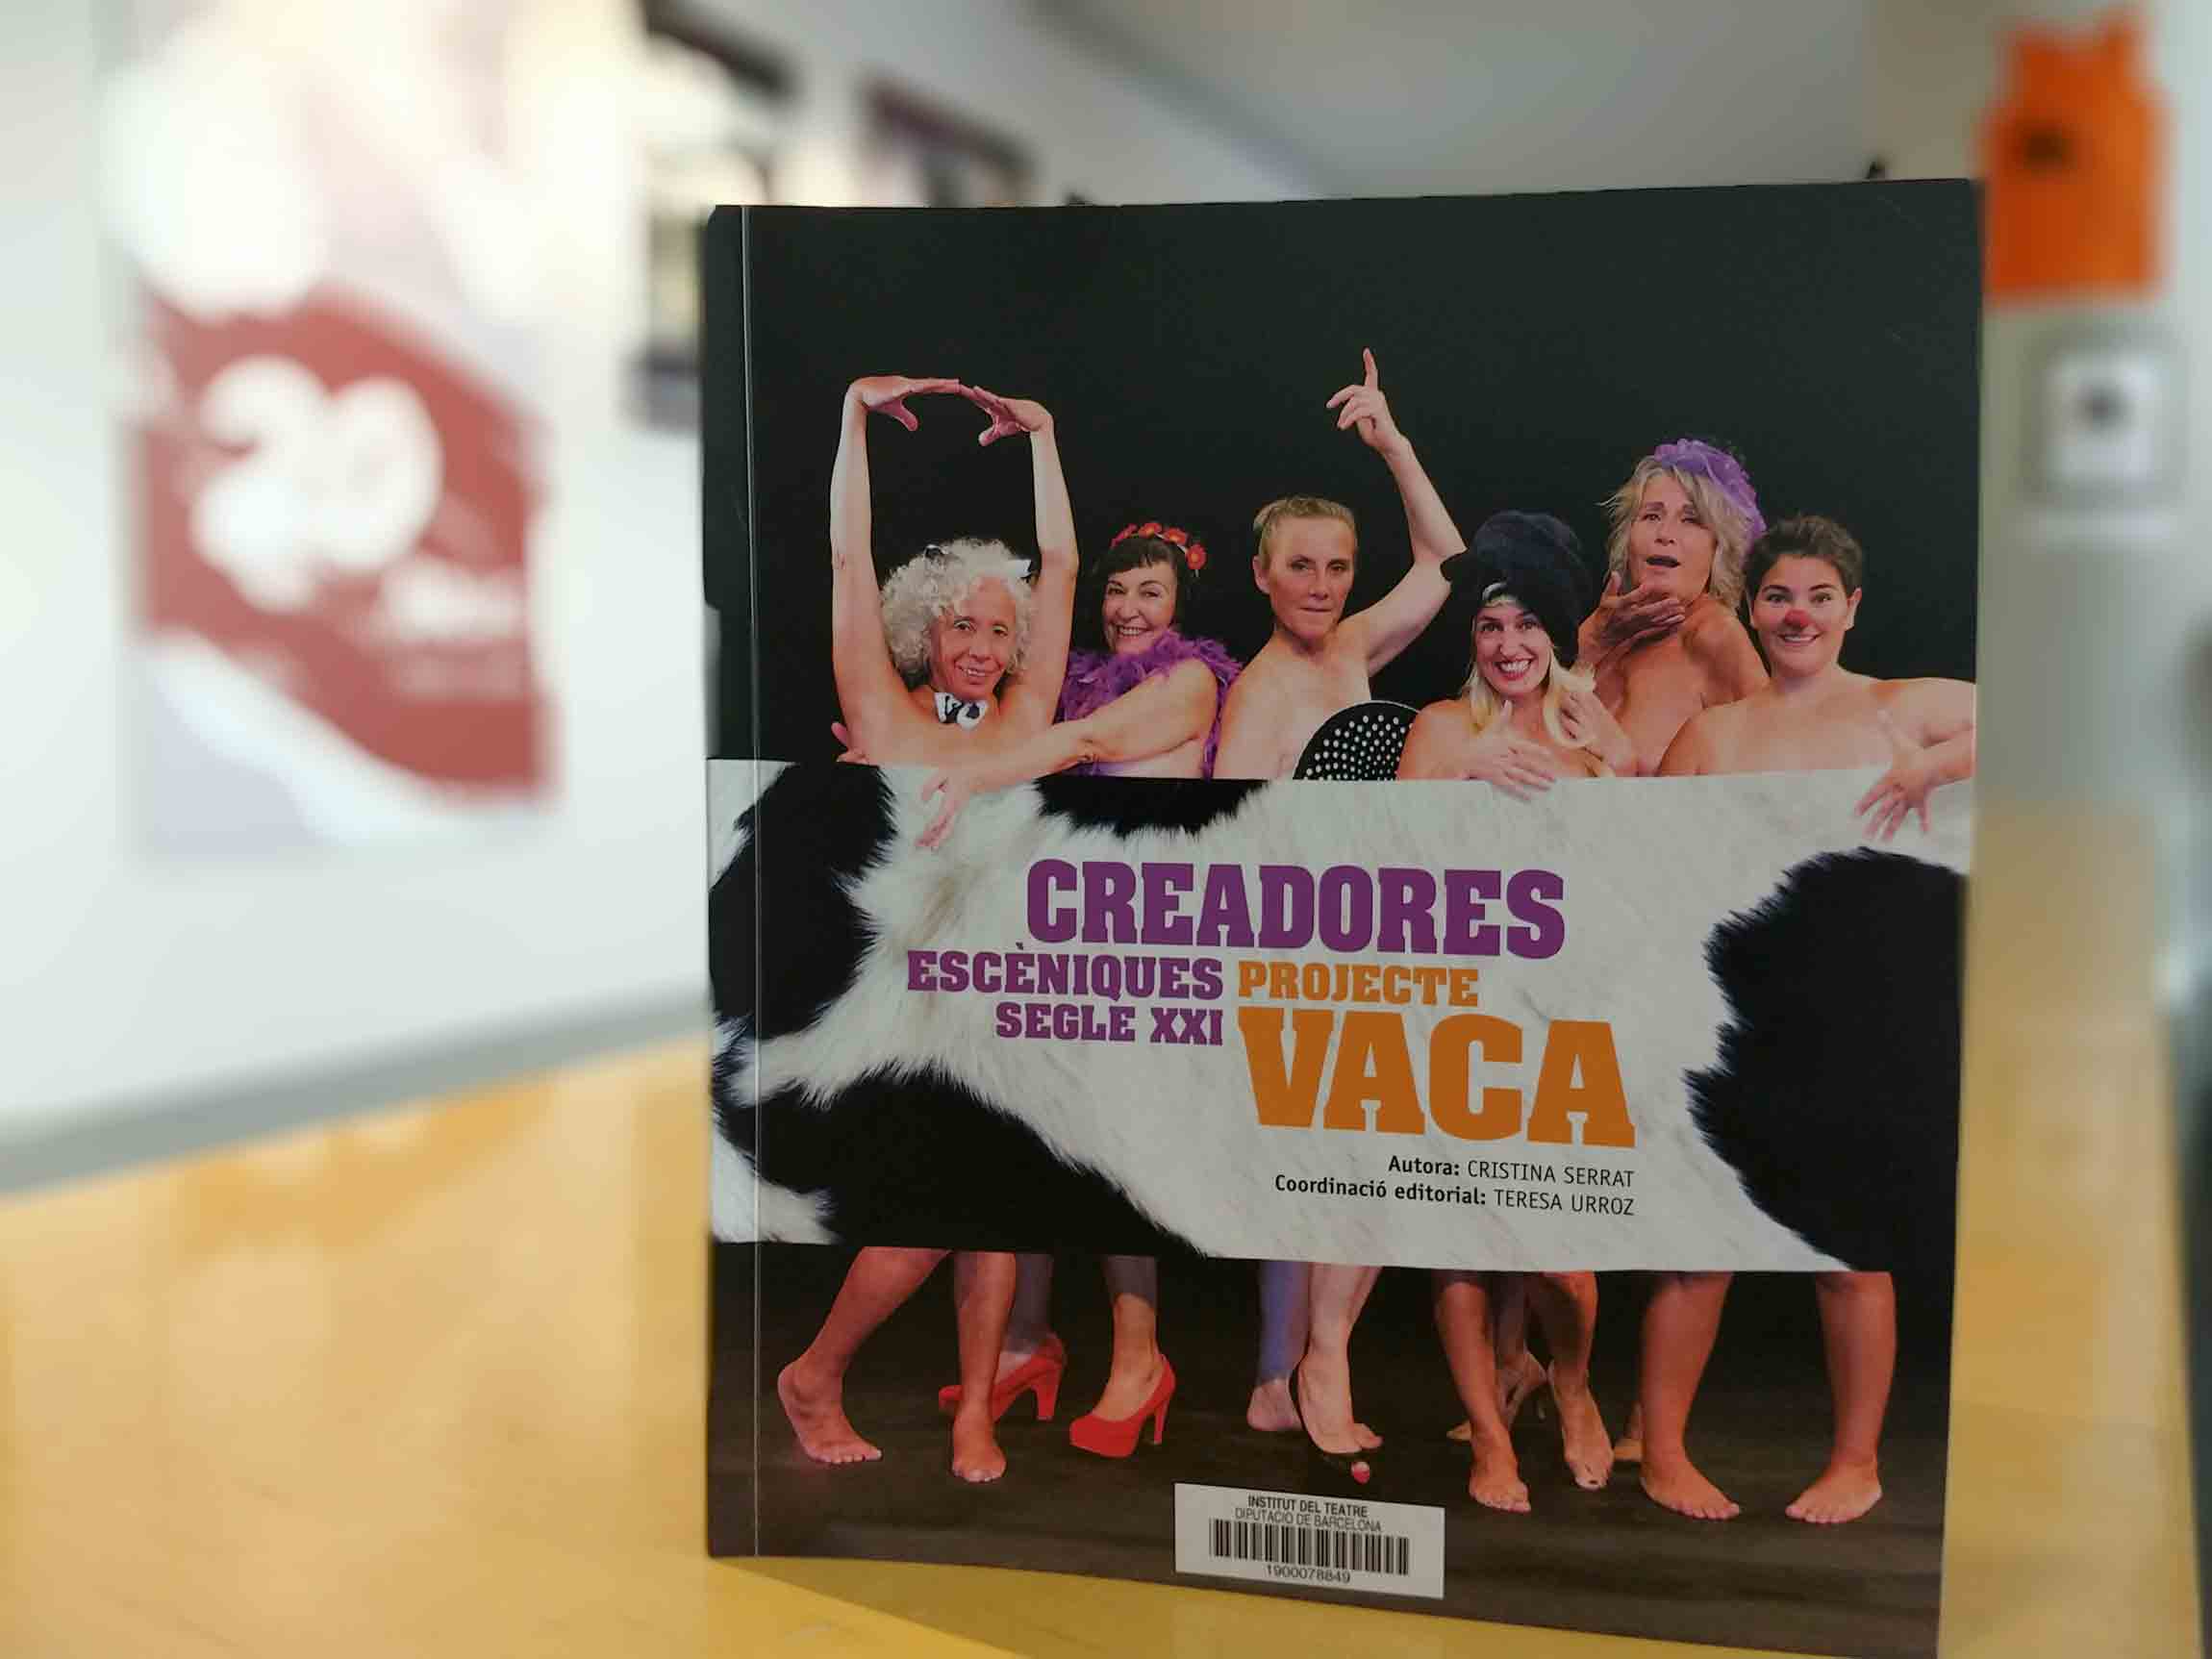 CREADORES
ESCÈNIQUES PROJECTE
SEGLE XXI VACA
Autora: CRISTINA SERRAT
Coordinació editorial: TERESA URROZ
INSTITUT DEL TEATRE
DIPUTACIÓ DE BARCELONA
1900078849
20